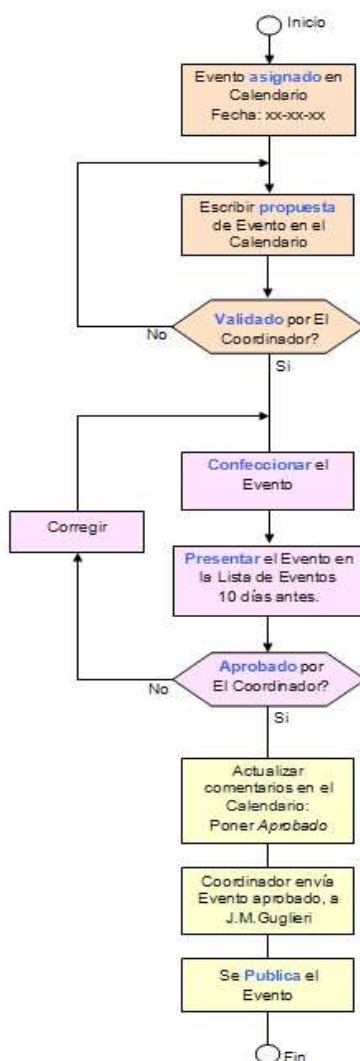 Inicio
Evento asignado en
Calendario
Fecha: xx-xx-xx
Escribir propuesta
de Evento en el
Calendario
Validado por El
Coordinador?
No
Si
Confeccionar el
Evento
Corregir
Presentar el Evento en
la Lista de Eventos
10 días antes.
Aprobado por
El Coordinador?
No
Si
Actualizar
comentarios en el
Calendario:
Poner Aprobado
Coordinador envía
Evento aprobado, a
J.M.Guglieri
Se Publica el
Evento
Fin